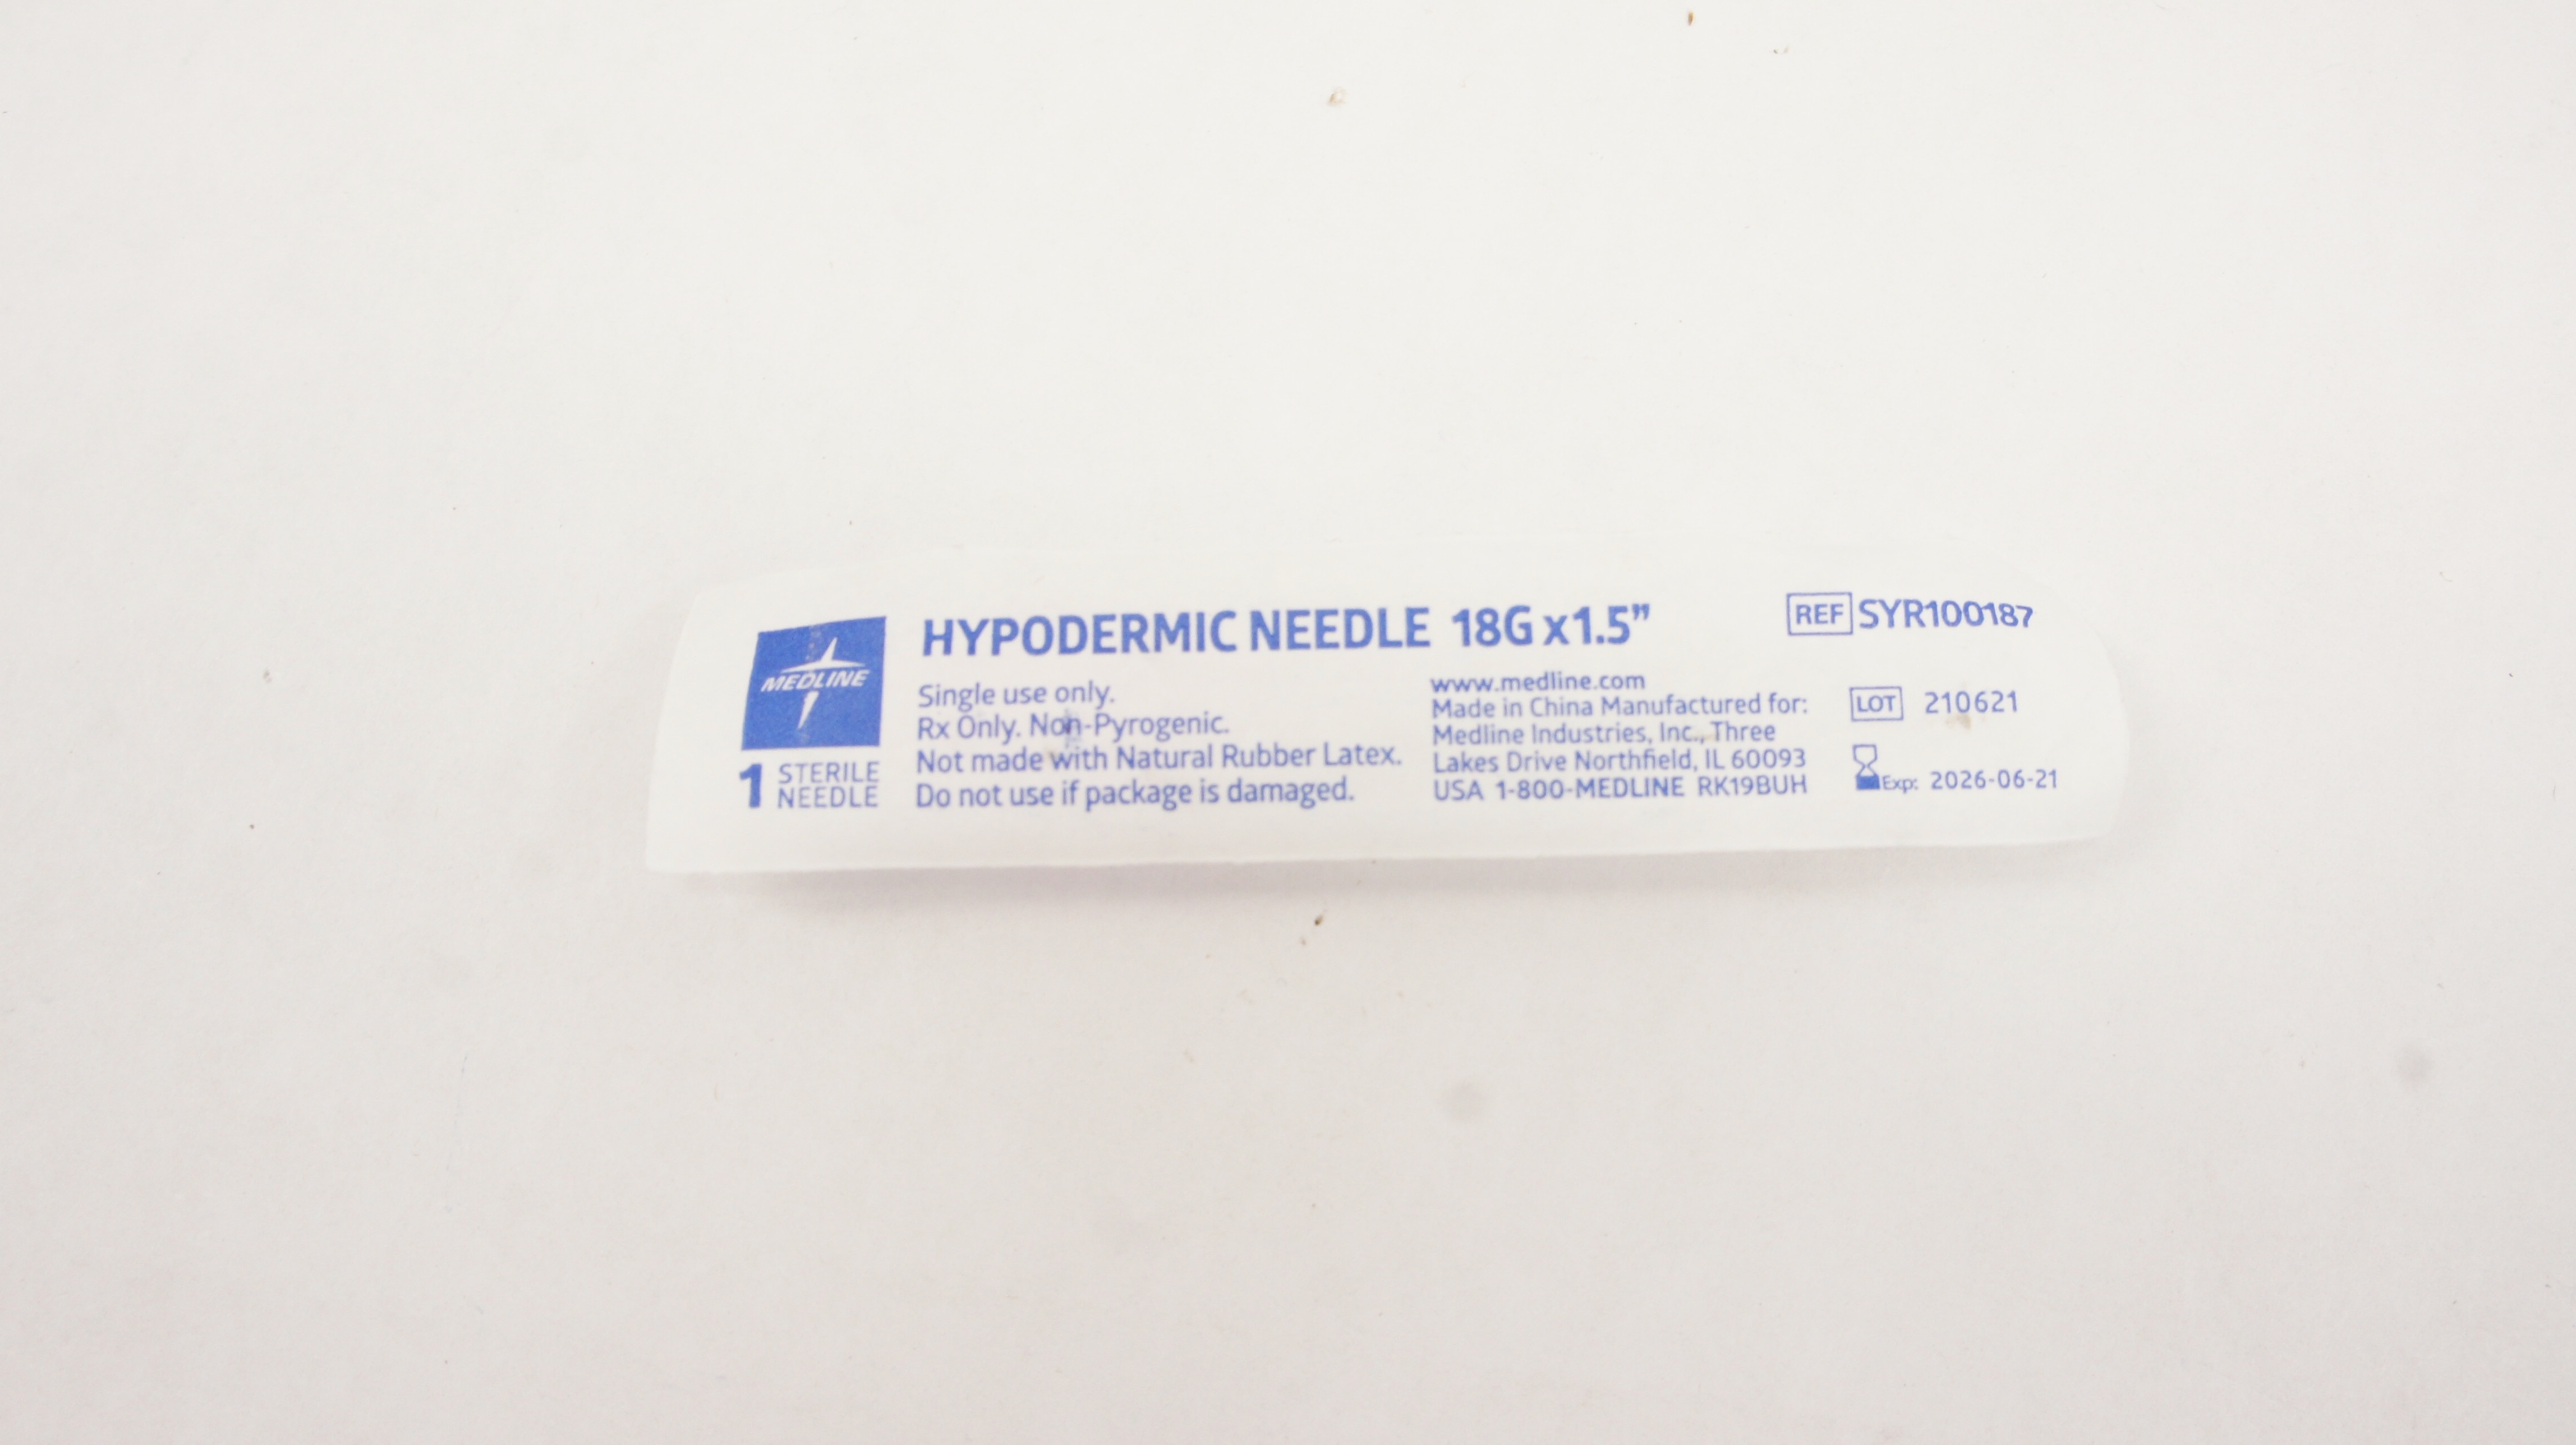 MEDLINE
1 STERILE
NEEDLE
HYPODERMIC NEEDLE 18G x1.5”
Single use only.
Rx Only. Non-Pyrogenic.
Not made with Natural Rubber Latex.
Do not use if package is damaged.
www.medline.com
Made in China Manufactured for:
Medline Industries, Inc., Three
Lakes Drive Northfield, IL 60093
USA 1-800-MEDLINE RK19BUH
REF SYR100187
LOT 210621
Exp: 2026-06-21